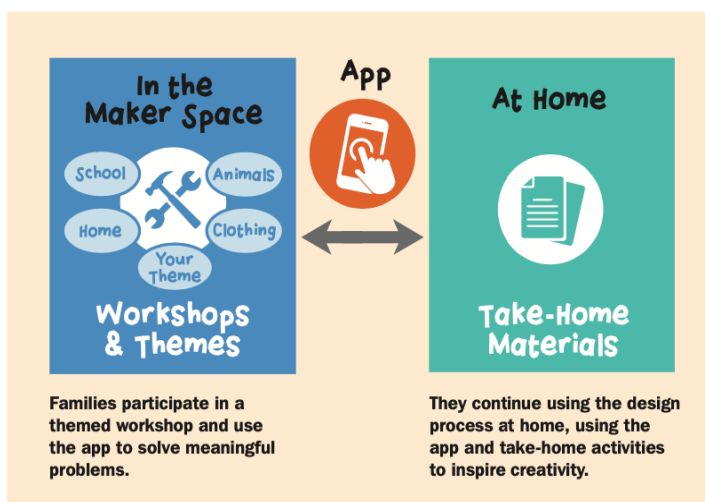 In the
Maker Space
School
Animals
Home
Clothing
Your
Theme
Workshops
& Themes
Families participate in a
themed workshop and use
the app to solve meaningful
problems.
App
At Home
Take-Home
Materials
They continue using the design
process at home, using the
app and take-home activities
to inspire creativity.